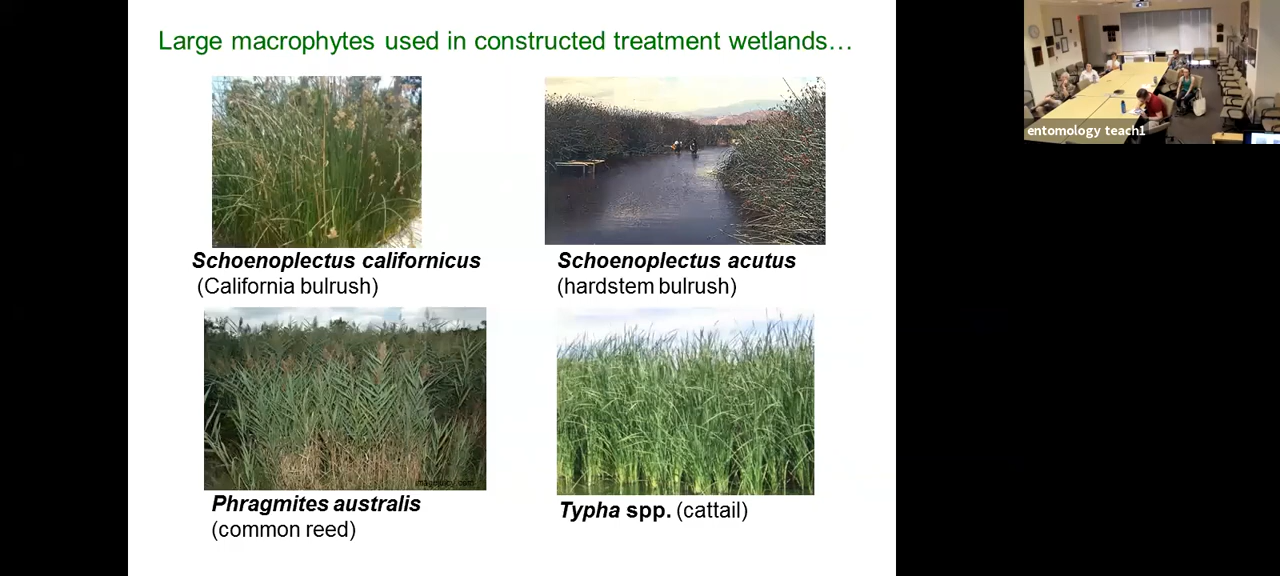 Large macrophytes used in constructed treatment wetlands…
entomology teach1
Schoenoplectus californicus
(California bulrush)
Schoenoplectus acutus
(hardstem bulrush)
Phragmites australis
(common reed)
Typha spp. (cattail)